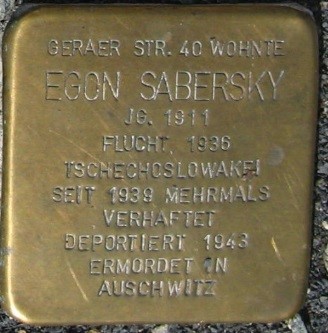 GERAER STR. 40 WOHNTE
EGON SABERSKY
JG. 1911
FLUCHT 1936
TSCHECHOSLOWAKEI
SEIT 1939 MEHRMALS
VERHAFTET
DEPORTIERT 1943
ERMORDET IN
AUSCHWITZ